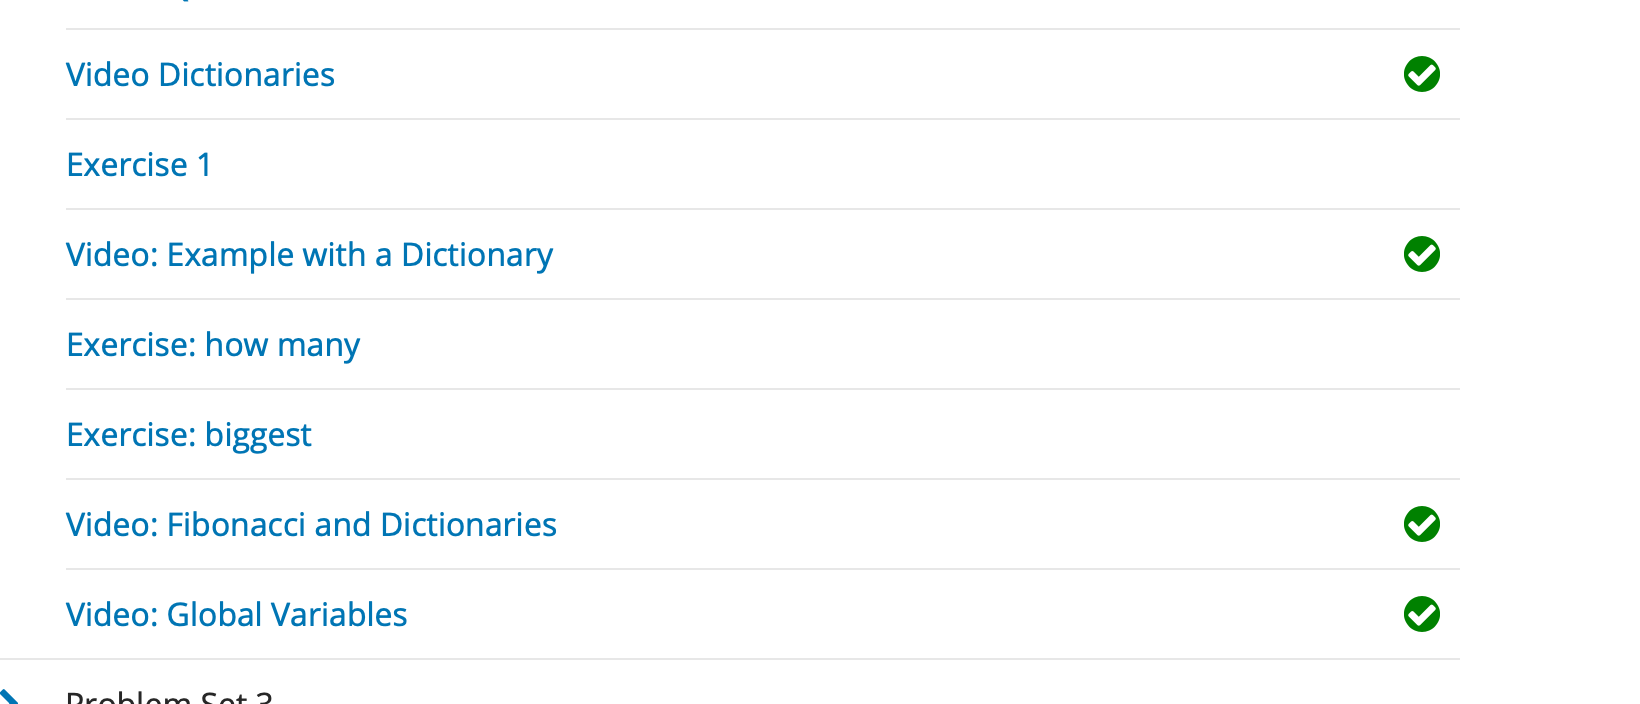 Video Dictionaries
Exercise 1
Video: Example with a Dictionary
Exercise: how many
Exercise: biggest
Video: Fibonacci and Dictionaries
Video: Global Variables
Problem Set 3